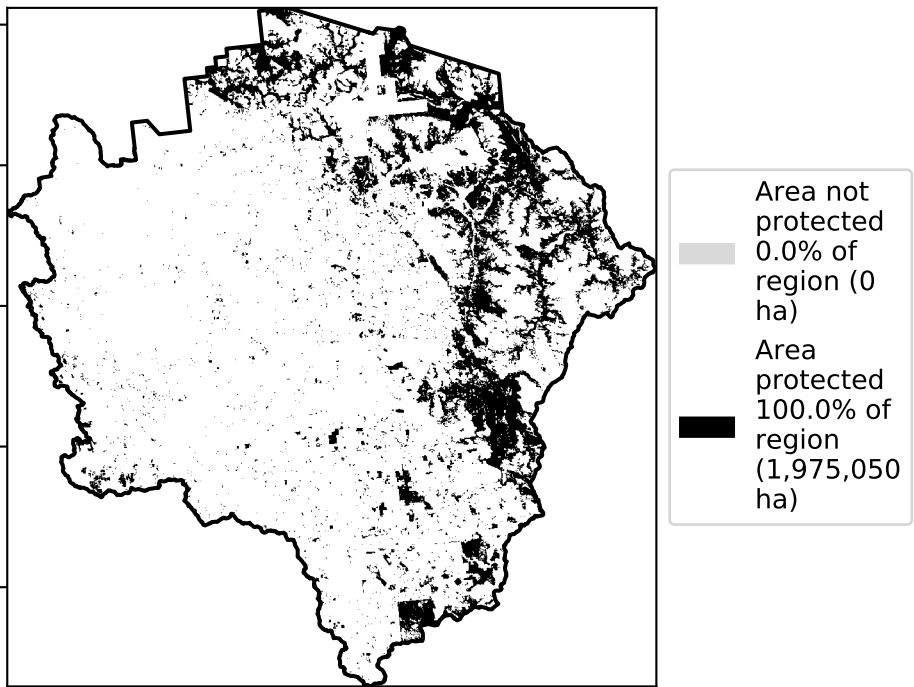 Area not
protected
0.0% of
region (0
ha)
Area
protected
100.0% of
region
(1,975,050
ha)